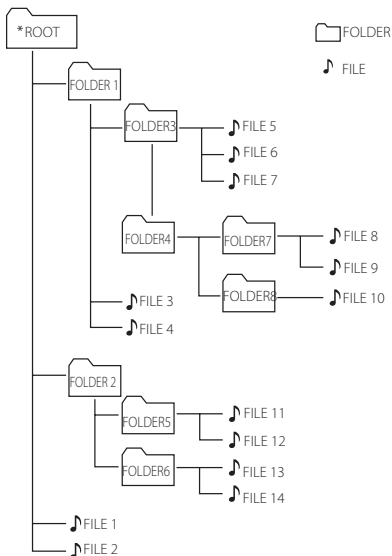 *ROOT
FOLDER
FILE
FOLDER 1
FOLDER3
FILE 5
FILE 6
FILE 7
FOLDER4
FOLDER7
FILE 8
FILE 9
FOLDER8
FILE 10
FILE 3
FILE 4
FOLDER 2
FOLDER5
FILE 11
FILE 12
FOLDER6
FILE 13
FILE 14
FILE 1
FILE 2